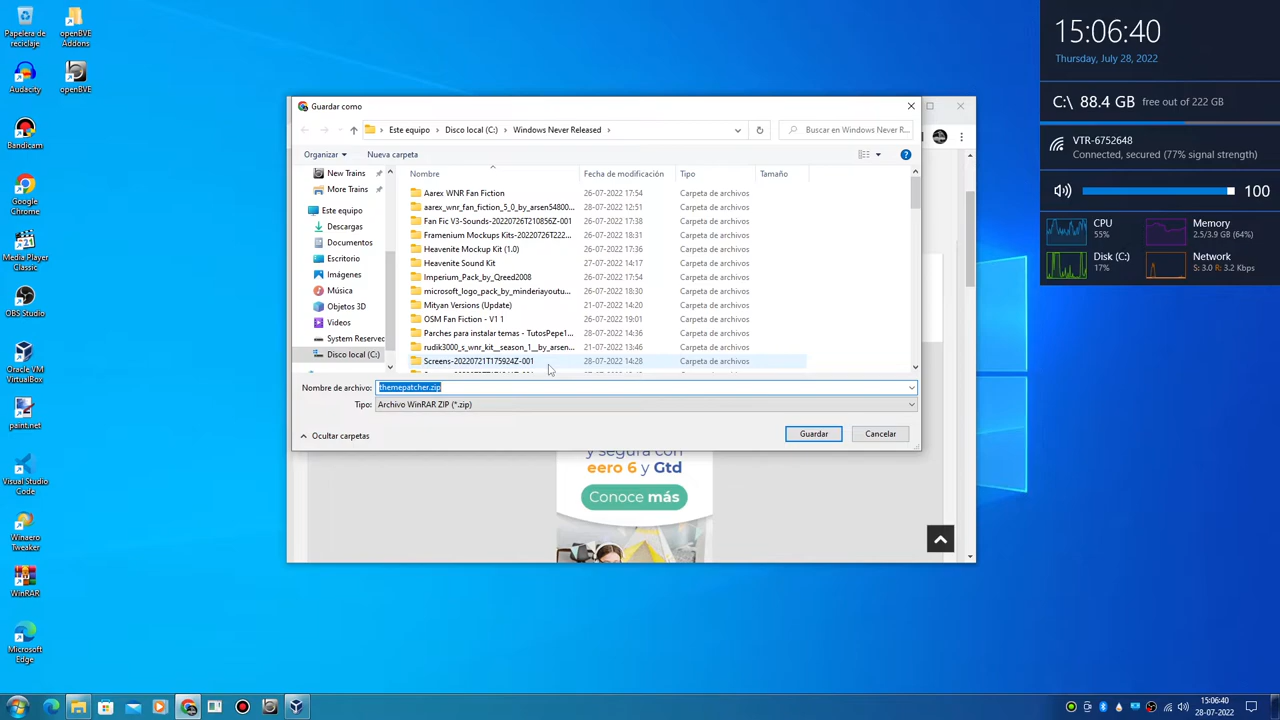 Papelera de
reciclaje
openBVE
Addons
Audacity
openBVE
Bandicam
Google
Chrome
Media Player
Classic
OBS Studio
Oracle VM
VirtualBox
paint.net
Visual Studio
Code
Winaero
Tweaker
WinRAR
Microsoft
Edge
Guardar como
Este equipo
Disco local (C:)
Windows Never Released
Buscar en Windows Never R...
Organizar
Nueva carpeta
New Trains
More Trains
Este equipo
Descargas
Documentos
Escritorio
Imágenes
Música
Objetos 3D
Videos
System Reserved
Disco local (C:)
Nombre
Fecha de modificación
Tipo
Tamaño
Aarex WNR Fan Fiction 26-07-2022 17:54 Carpeta de archivos
aarex_wnr_fan_fiction_5_0_by_arsen54800... 28-07-2022 12:51 Carpeta de archivos
Fan Fic V3-Sounds-20220726T210856Z-001 26-07-2022 17:38 Carpeta de archivos
Framenium Mockups Kits-20220726T222... 26-07-2022 18:31 Carpeta de archivos
Heavenite Mockup Kit (1.0) 26-07-2022 17:36 Carpeta de archivos
Heavenite Sound Kit 28-07-2022 14:17 Carpeta de archivos
Imperium_Pack_by_Qreed2008 26-07-2022 17:54 Carpeta de archivos
microsoft_logo_pack_by_minderiayoutu... 26-07-2022 18:30 Carpeta de archivos
Mityan Versions (Update) 21-07-2022 14:20 Carpeta de archivos
OSM Fan Fiction - V1 1 26-07-2022 19:01 Carpeta de archivos
Parches para instalar temas - TutosPepe1... 28-07-2022 14:36 Carpeta de archivos
rudik3000_s_wnr_kit__season_1__by_arsen... 21-07-2022 13:46 Carpeta de archivos
Screens-20220721T175924Z-001 28-07-2022 14:28 Carpeta de archivos
Nombre de archivo: themepatcher.zip
Tipo: Archivo WinRAR ZIP (*.zip)
Ocultar carpetas
Guardar
Cancelar
y segura con
eero 6 y Gtd
Conoce más
15:06:40
Thursday, July 28, 2022
C:\ 88.4 GB free out of 222 GB
VTR-6752648
Connected, secured (77% signal strength)
100
CPU
55%
Memory
2.5/3.9 GB (64%)
Disk (C:)
17%
Network
S: 3.0 R: 3.2 Kbps
15:06:40
28-07-2022